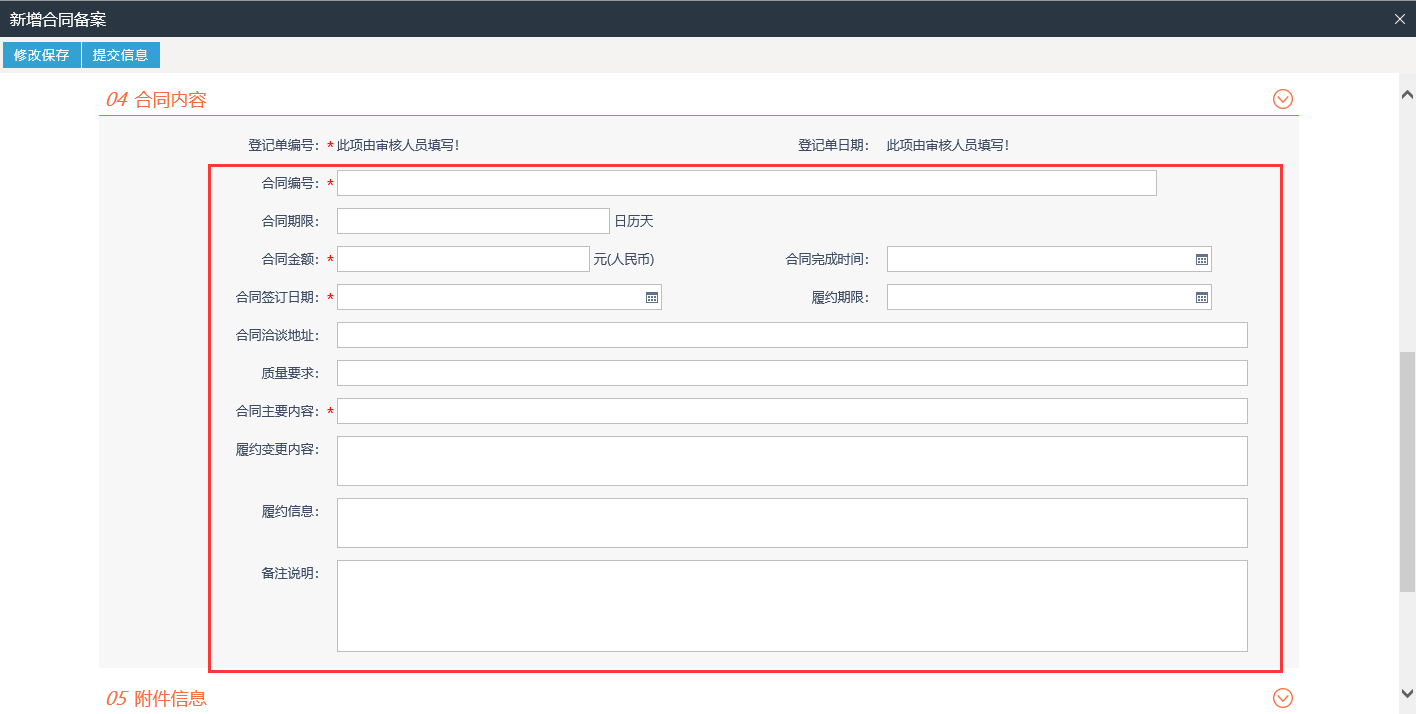 新增合同备案
修改保存 提交信息
04 合同内容
登记单编号: *此项由审核人员填写! 登记单日期: 此项由审核人员填写!
合同编号: *
合同期限: 日历天
合同金额: * 元(人民币) 合同完成时间:
合同签订日期: * 履约期限:
合同洽谈地址:
质量要求:
合同主要内容: *
履约变更内容:
履约信息:
备注说明:
05 附件信息